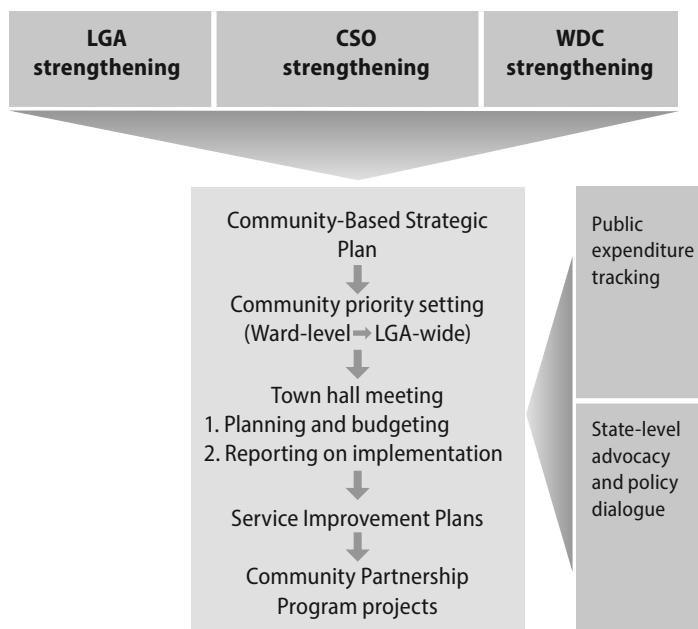 LGA
strengthening
CSO
strengthening
WDC
strengthening
Community-Based Strategic
Plan
Community priority setting
(Ward-level → LGA-wide)
Town hall meeting
1. Planning and budgeting
2. Reporting on implementation
Service Improvement Plans
Community Partnership
Program projects
Public
expenditure
tracking
State-level
advocacy
and policy
dialogue